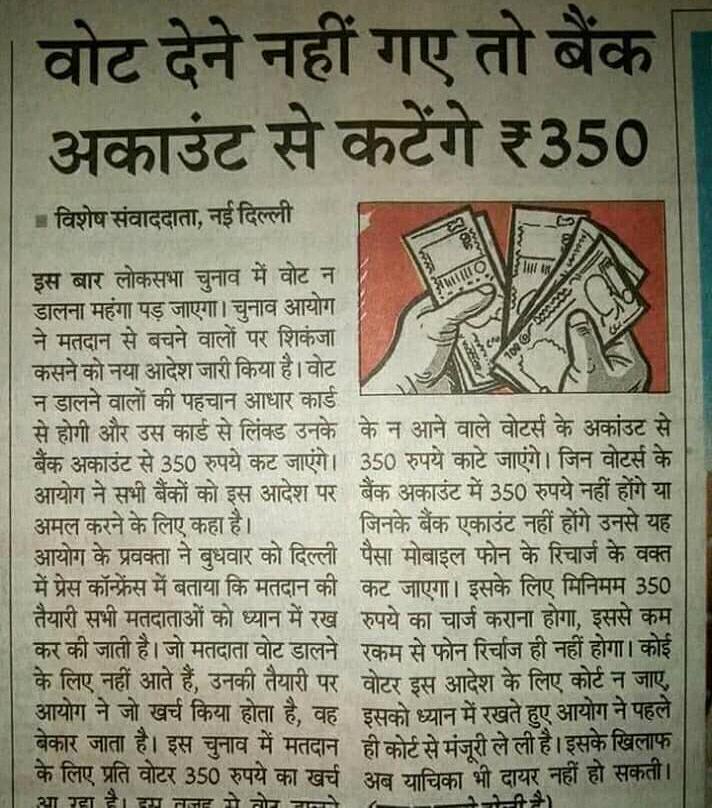 वोट देने नहीं गए तो बैंक
अकाउंट से कटेंगे ₹350
विशेष संवाददाता, नई दिल्ली
इस बार लोकसभा चुनाव में वोट न
डालना महंगा पड़ जाएगा। चुनाव आयोग
ने मतदान से बचने वालों पर शिकंजा
कसने को नया आदेश जारी किया है। वोट
न डालने वालों की पहचान आधार कार्ड
से होगी और उस कार्ड से लिंक्ड उनके
बैंक अकाउंट से 350 रुपये कट जाएंगे।
आयोग ने सभी बैंकों को इस आदेश पर
अमल करने के लिए कहा है।
आयोग के प्रवक्ता ने बुधवार को दिल्ली
में प्रेस कॉन्फ्रेंस में बताया कि मतदान की
तैयारी सभी मतदाताओं को ध्यान में रख
कर की जाती है। जो मतदाता वोट डालने
के लिए नहीं आते हैं, उनकी तैयारी पर
आयोग ने जो खर्च किया होता है, वह
बेकार जाता है। इस चुनाव में मतदान
के लिए प्रति वोटर 350 रुपये का खर्च
आ रहा है। इस वजह से वोट डालने
के न आने वाले वोटर्स के अकांउट से
350 रुपये काटे जाएंगे। जिन वोटर्स के
बैंक अकाउंट में 350 रुपये नहीं होंगे या
जिनके बैंक एकाउंट नहीं होंगे उनसे यह
पैसा मोबाइल फोन के रिचार्ज के वक्त
कट जाएगा। इसके लिए मिनिमम 350
रुपये का चार्ज कराना होगा, इससे कम
रकम से फोन रिर्चाज ही नहीं होगा। कोई
वोटर इस आदेश के लिए कोर्ट न जाए,
इसको ध्यान में रखते हुए आयोग ने पहले
ही कोर्ट से मंजूरी ले ली है। इसके खिलाफ
अब याचिका भी दायर नहीं हो सकती।